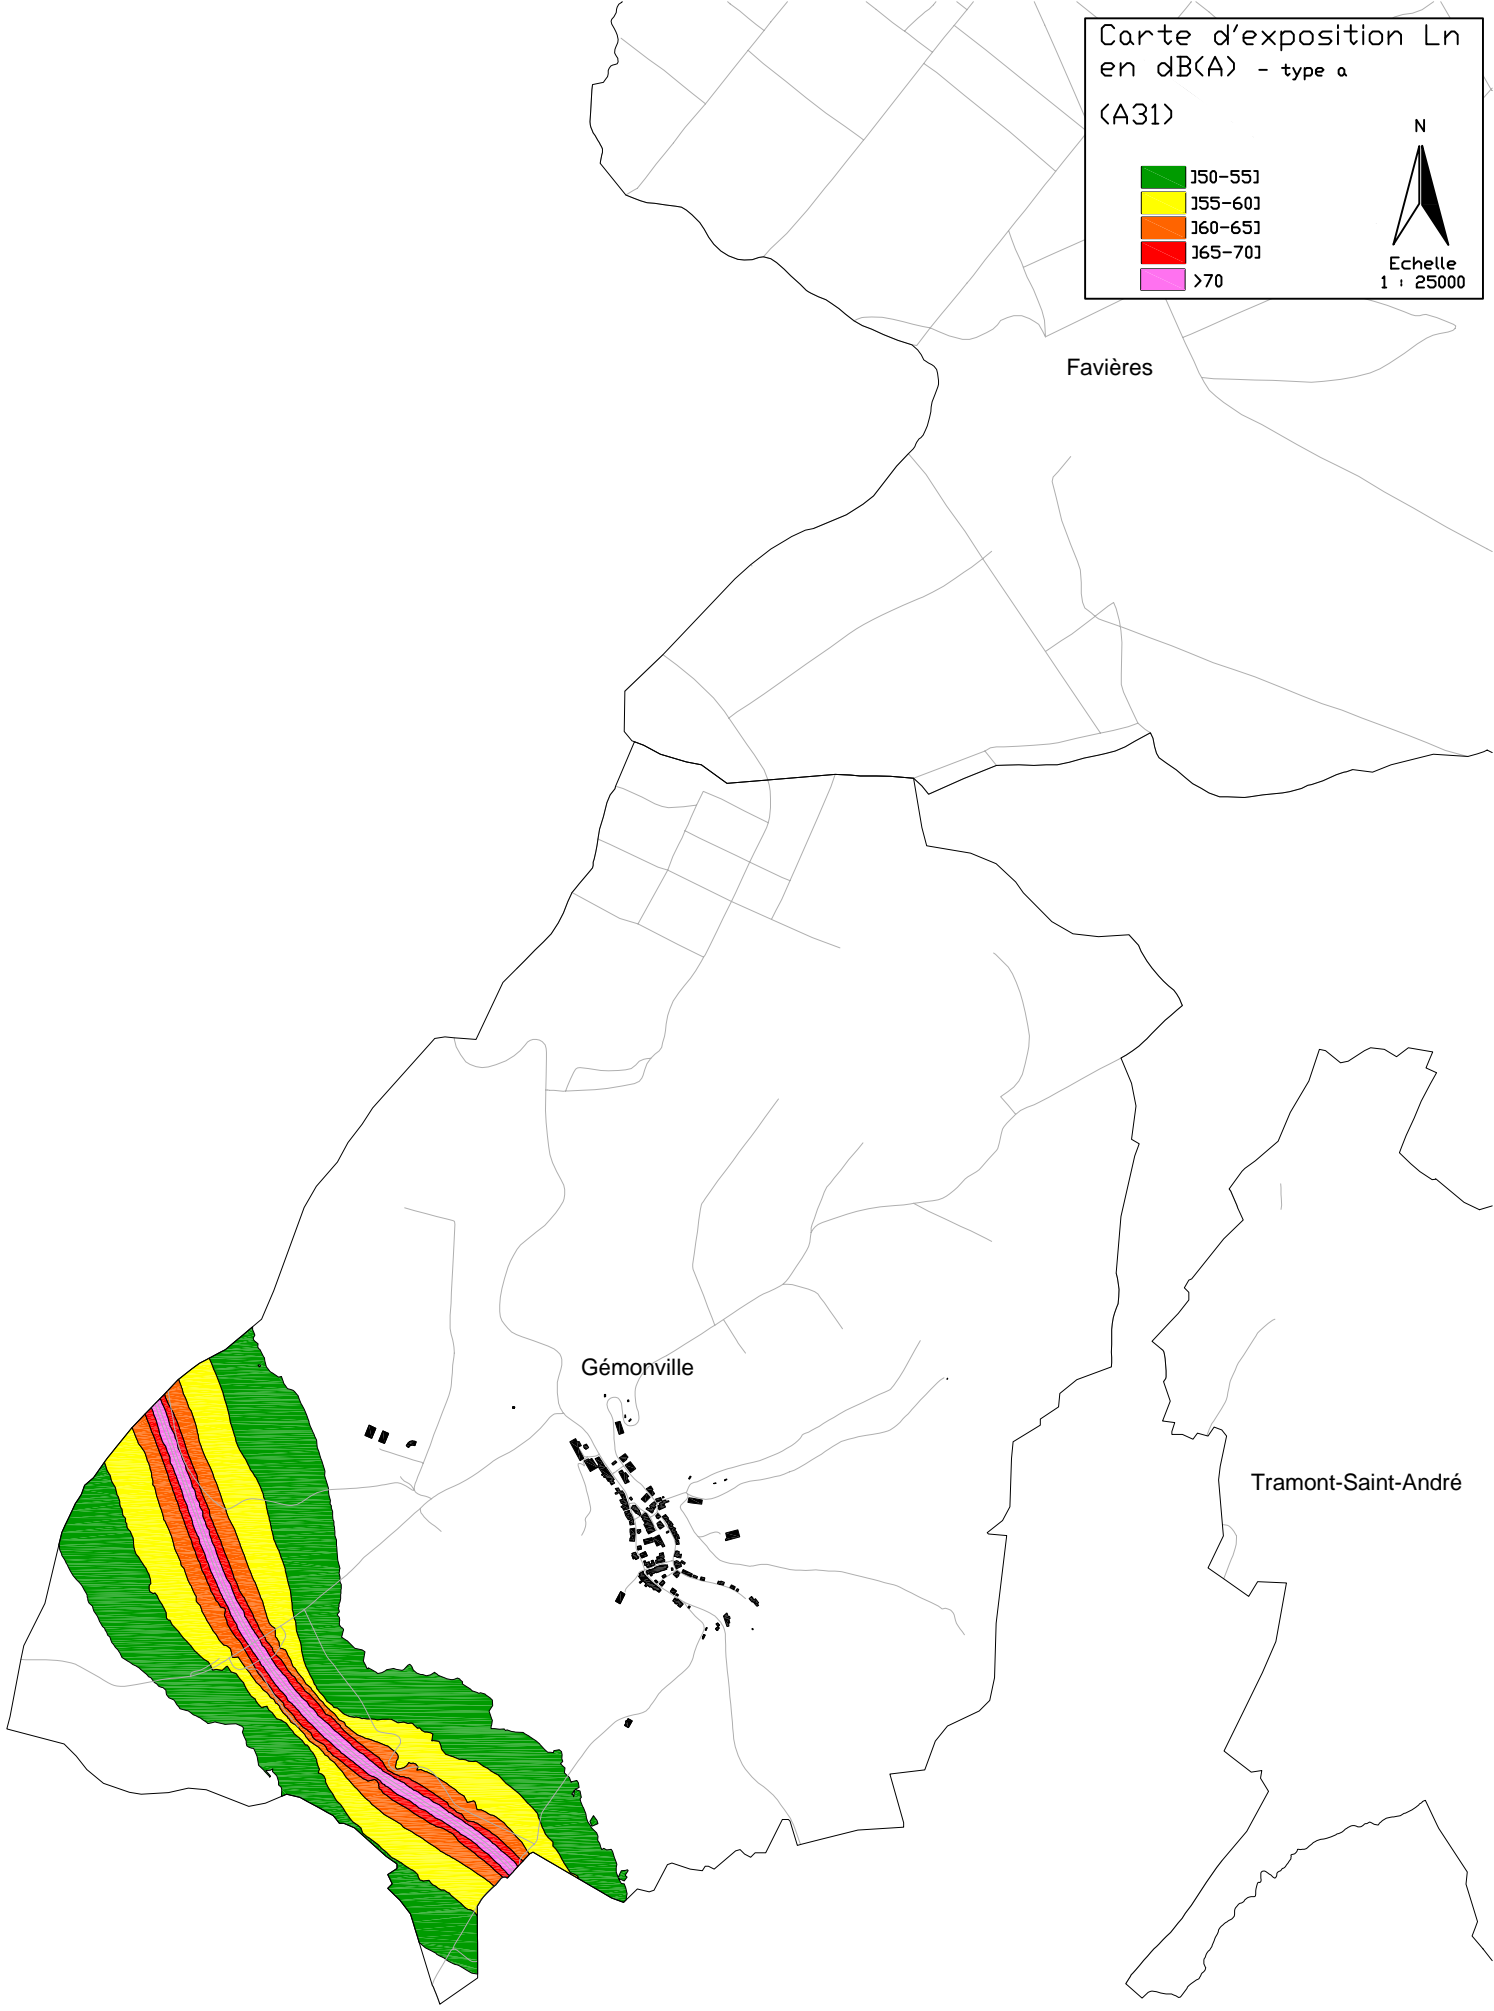 Carte d'exposition Ln
en dB(A) - type a
(A31)
N
]50-55]
]55-60]
]60-65]
]65-70]
>70
Echelle
1 : 25000
Favières
Gémonville
Tramont-Saint-André